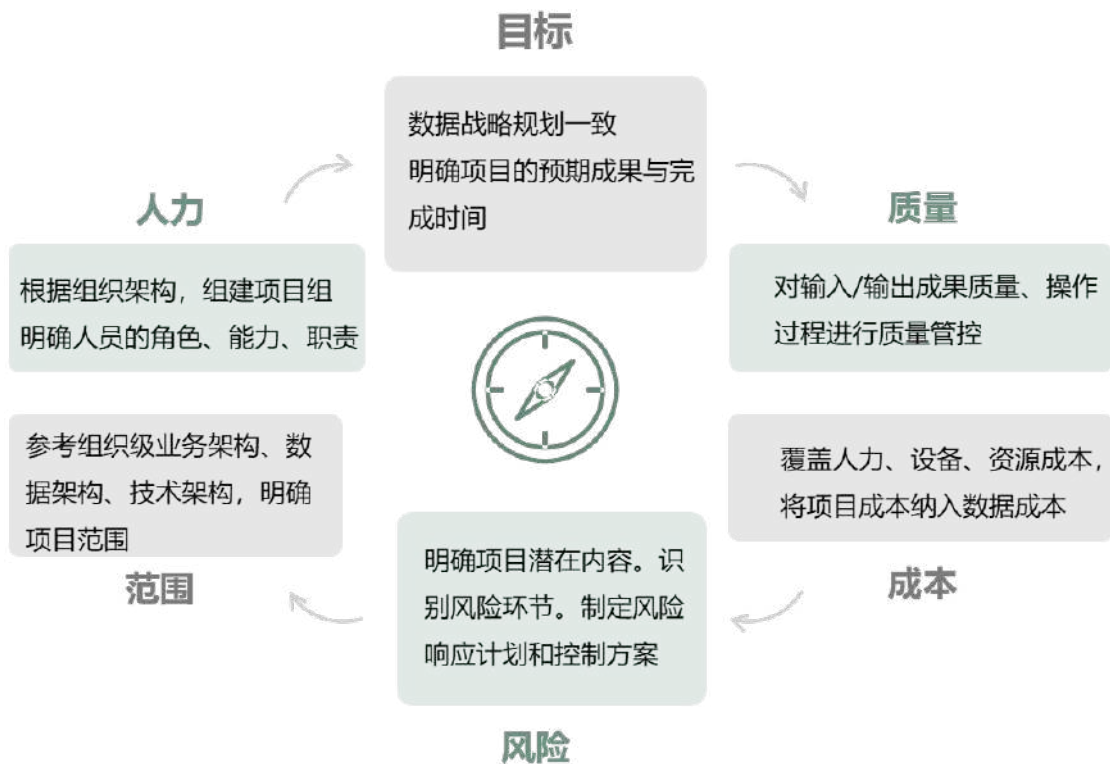 目标
数据战略规划一致
明确项目的预期成果与完
成时间
质量
对输入/输出成果质量、操作
过程进行质量管控
覆盖人力、设备、资源成本，
将项目成本纳入数据成本
成本
明确项目潜在内容。识
别风险环节。制定风险
响应计划和控制方案
风险
参考组织级业务架构、数
据架构、技术架构，明确
项目范围
范围
人力
根据组织架构，组建项目组
明确人员的角色、能力、职责